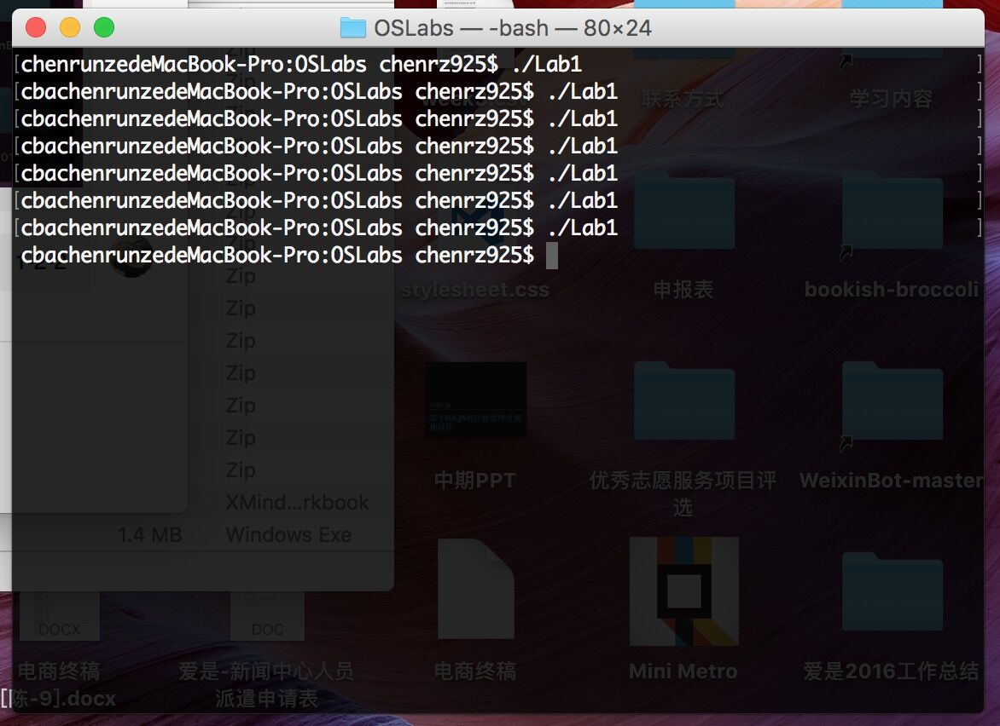 OSLabs — -bash — 80×24
[chenrunzedeMacBook-Pro:OSLabs chenrz925$ ./Lab1 ]
[cbachenrunzedeMacBook-Pro:OSLabs chenrz925$ ./Lab1 ]
[cbachenrunzedeMacBook-Pro:OSLabs chenrz925$ ./Lab1 ]
[cbachenrunzedeMacBook-Pro:OSLabs chenrz925$ ./Lab1 ]
[cbachenrunzedeMacBook-Pro:OSLabs chenrz925$ ./Lab1 ]
[cbachenrunzedeMacBook-Pro:OSLabs chenrz925$ ./Lab1 ]
[cbachenrunzedeMacBook-Pro:OSLabs chenrz925$ ./Lab1 ]
cbachenrunzedeMacBook-Pro:OSLabs chenrz925$
联系方式
学习内容
stylesheet.css
申报表
bookish-broccoli
Zip
Zip
Zip
Zip
Zip
Zip
Zip
XMind...rkbook
1.4 MB
Windows Exe
中期PPT
优秀志愿服务项目评
选
WeixinBot-master
DOCX
DOC
电商终稿
[陈-9].docx
爱是-新闻中心人员
派遣申请表
电商终稿
Mini Metro
爱是2016工作总结